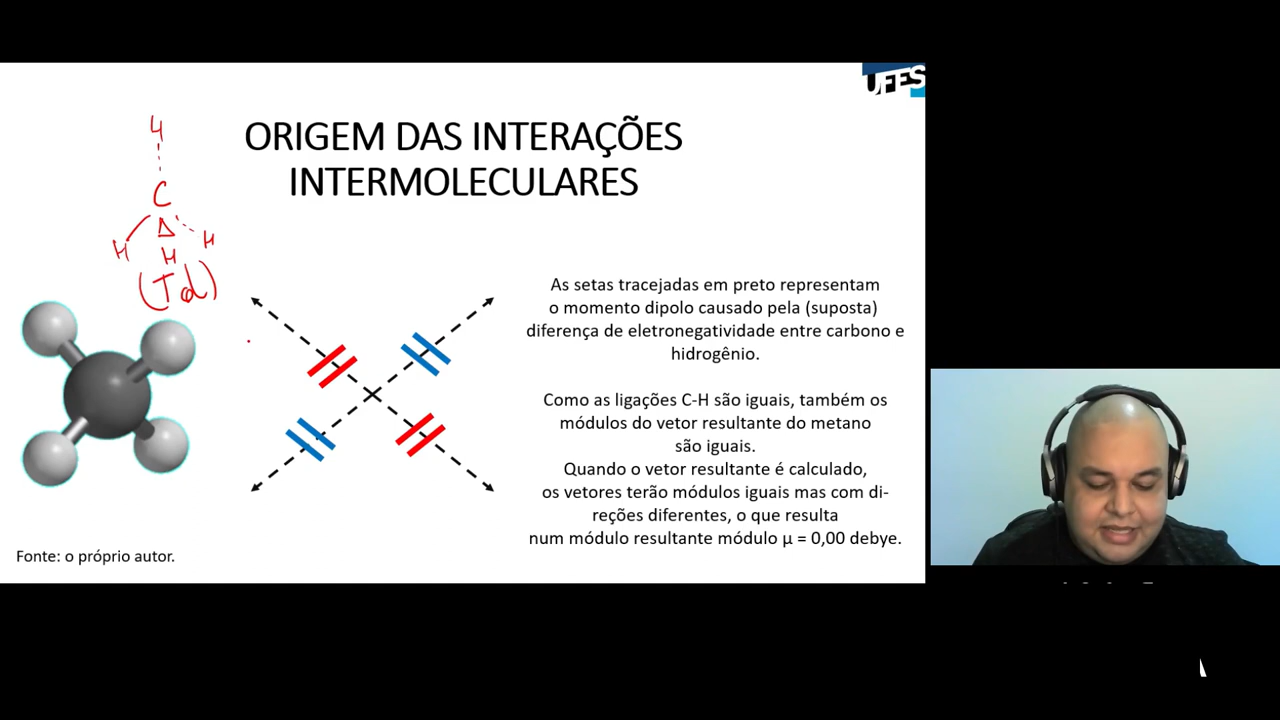 UFES
ORIGEM DAS INTERAÇÕES
INTERMOLECULARES
4
C
H
H
H
(Td)
As setas tracejadas em preto representam
o momento dipolo causado pela (suposta)
diferença de eletronegatividade entre carbono e
hidrogênio.
Como as ligações C-H são iguais, também os
módulos do vetor resultante do metano
são iguais.
Quando o vetor resultante é calculado,
os vetores terão módulos iguais mas com di-
reções diferentes, o que resulta
num módulo resultante módulo µ = 0,00 debye.
Fonte: o próprio autor.